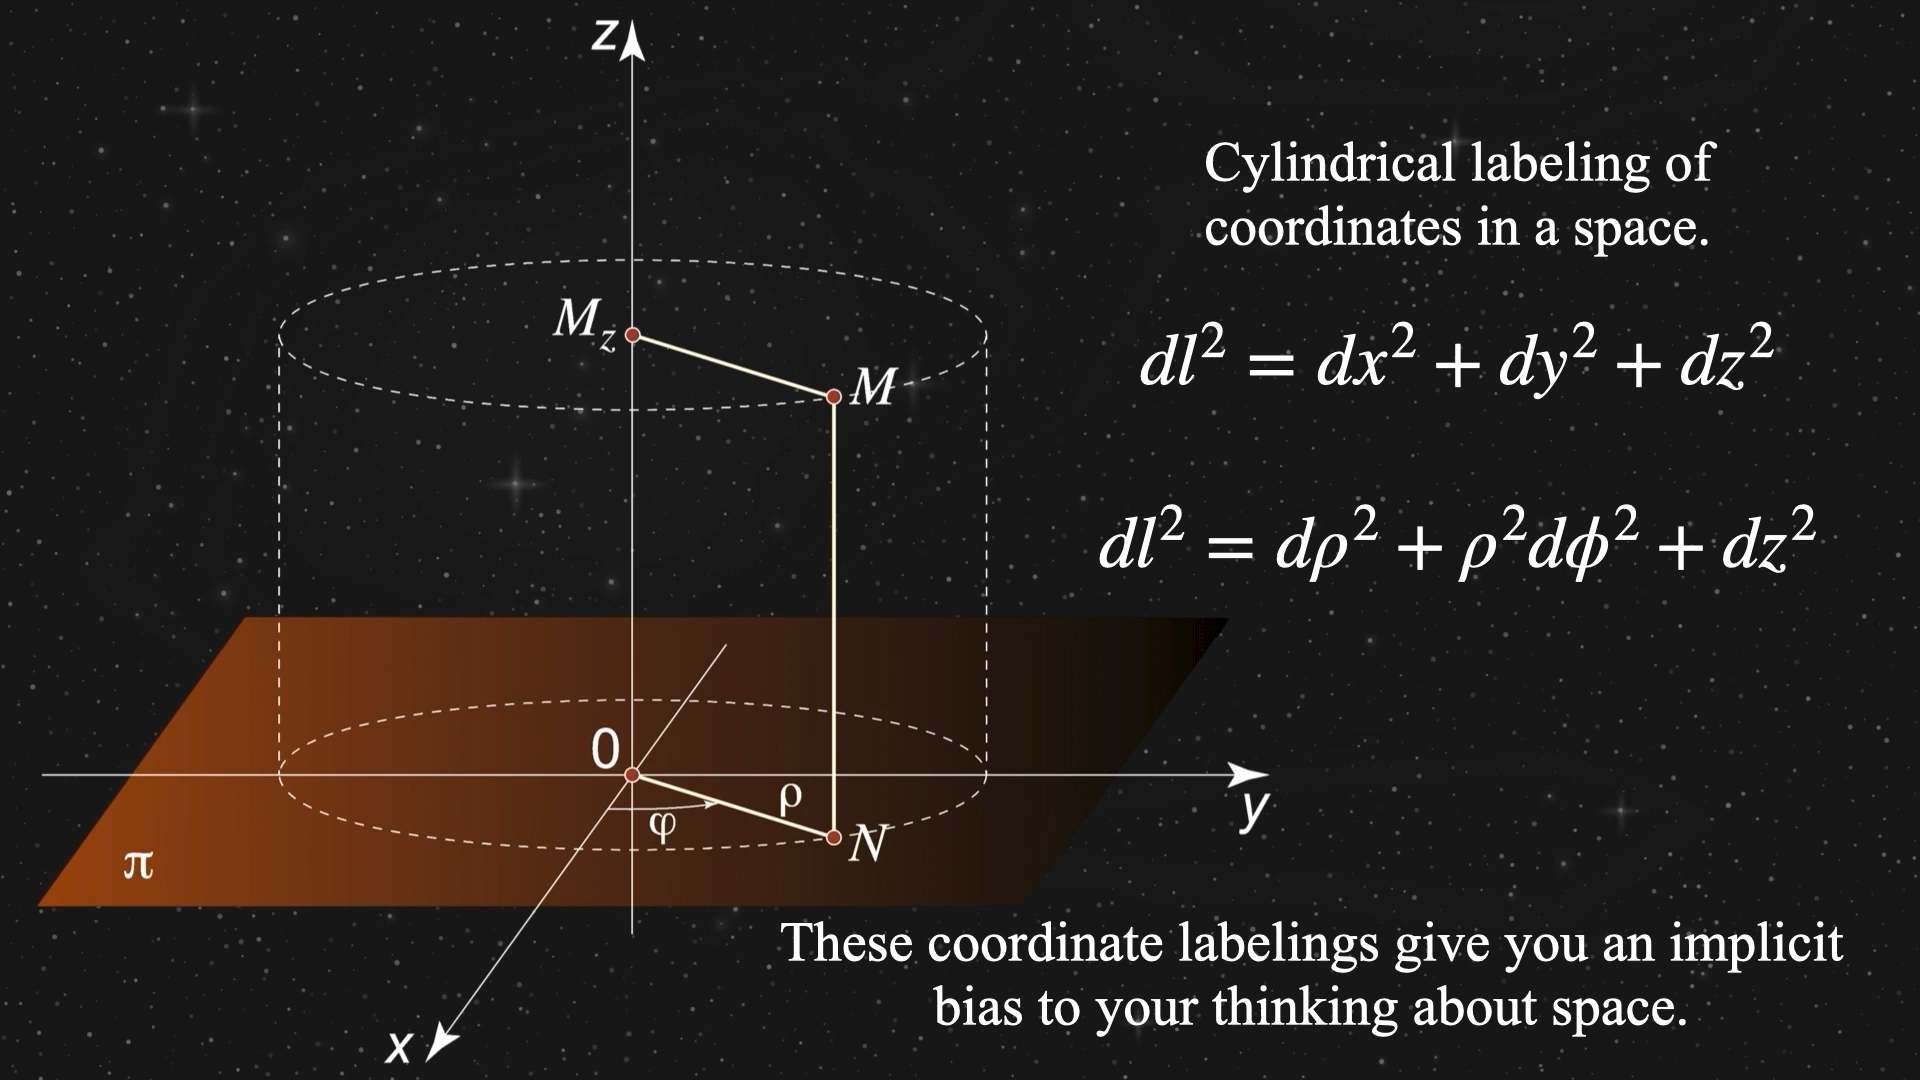 z
Cylindrical labeling of
coordinates in a space.
M_z
M
dl² = dx² + dy² + dz²
dl² = dρ² + ρ²dϕ² + dz²
0
ρ
φ
y
N
π
These coordinate labelings give you an implicit
bias to your thinking about space.
x